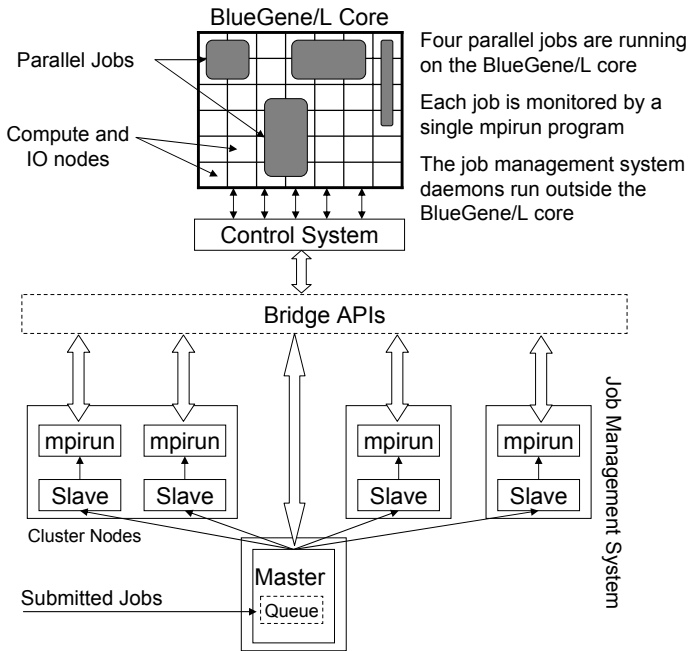 BlueGene/L Core
Parallel Jobs
Compute and
IO nodes
Four parallel jobs are running
on the BlueGene/L core
Each job is monitored by a
single mpirun program
The job management system
daemons run outside the
BlueGene/L core
Control System
Bridge APIs
mpirun
mpirun
mpirun
mpirun
Slave
Slave
Slave
Slave
Cluster Nodes
Job Management System
Master
Queue
Submitted Jobs